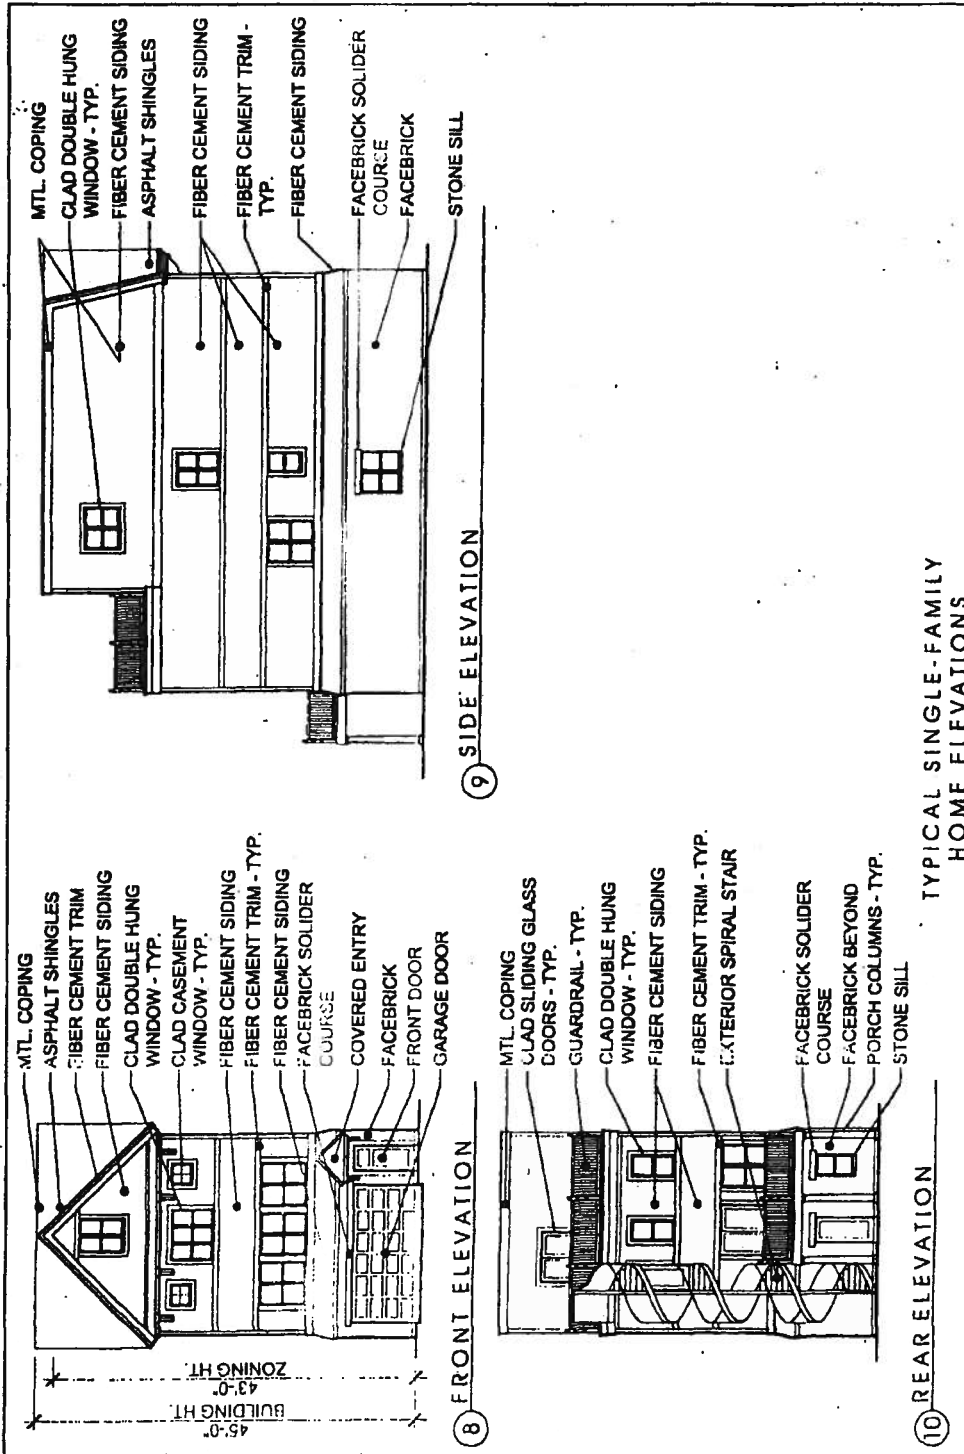 MTL. COPING
ASPHALT SHINGLES
FIBER CEMENT TRIM
FIBER CEMENT SIDING
CLAD DOUBLE HUNG
WINDOW - TYP.
CLAD CASEMENT
WINDOW - TYP.
FIBER CEMENT SIDING
FIBER CEMENT TRIM - TYP.
FIBER CEMENT SIDING
FACEBRICK SOLIDER
COURSE
COVERED ENTRY
FACEBRICK
FRONT DOOR
GARAGE DOOR
45'-0"
BUILDING HT.
43'-0"
ZONING HT.
8 FRONT ELEVATION
MTL. COPING
CLAD DOUBLE HUNG
WINDOW - TYP.
FIBER CEMENT SIDING
ASPHALT SHINGLES
FIBER CEMENT SIDING
FIBER CEMENT TRIM -
TYP.
FIBER CEMENT SIDING
FACEBRICK SOLIDER
COURSE
FACEBRICK
STONE SILL
9 SIDE ELEVATION
MTL. COPING
CLAD SLIDING GLASS
DOORS - TYP.
GUARDRAIL - TYP.
CLAD DOUBLE HUNG
WINDOW - TYP.
FIBER CEMENT SIDING
FIBER CEMENT TRIM - TYP.
EXTERIOR SPIRAL STAIR
FACEBRICK SOLIDER
COURSE
FACEBRICK BEYOND
PORCH COLUMNS - TYP.
STONE SILL
10 REAR ELEVATION
TYPICAL SINGLE-FAMILY
HOME ELEVATIONS